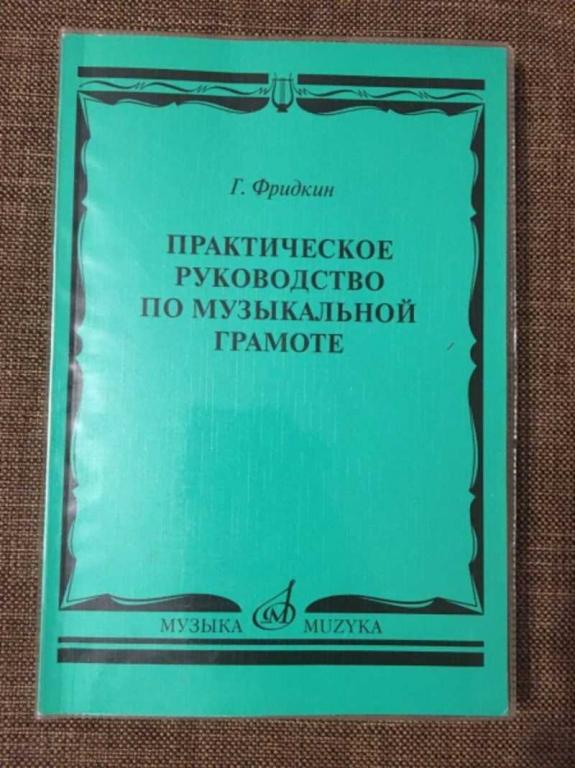 Г. Фридкин
ПРАКТИЧЕСКОЕ
РУКОВОДСТВО
ПО МУЗЫКАЛЬНОЙ
ГРАМОТЕ
МУЗЫКА М MUZYKA